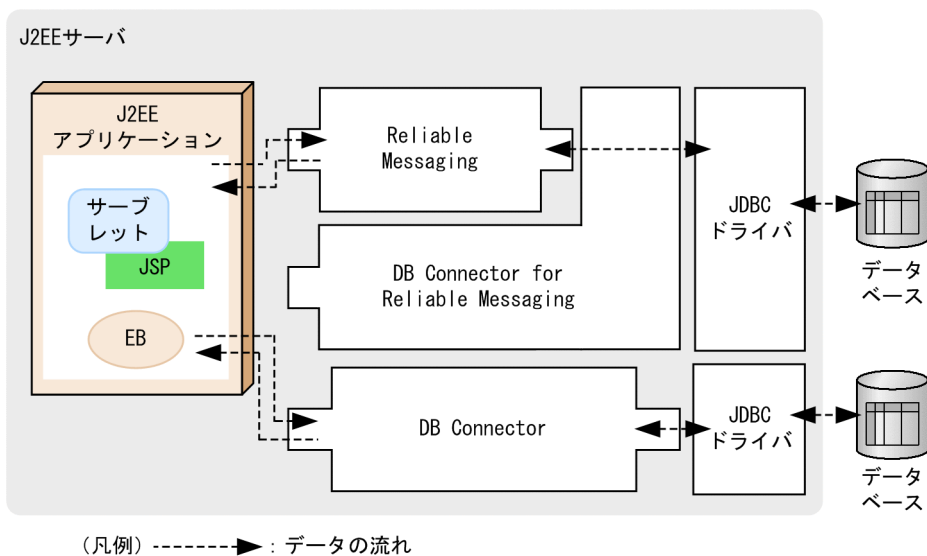 J2EEサーバ
J2EE
アプリケーション
サーブ
レット
JSP
EB
Reliable
Messaging
DB Connector for
Reliable Messaging
DB Connector
JDBC
ドライバ
JDBC
ドライバ
データ
ベース
データ
ベース
(凡例)
：データの流れ